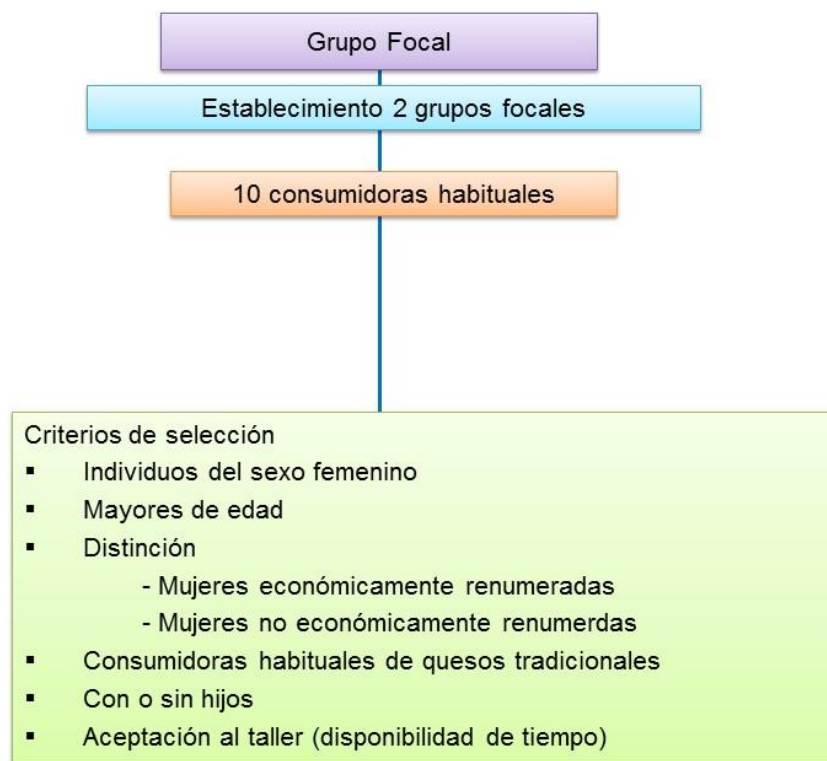 Grupo Focal
Establecimiento 2 grupos focales
10 consumidoras habituales
Criterios de selección
▪ Individuos del sexo femenino
▪ Mayores de edad
▪ Distinción
- Mujeres económicamente renumeradas
- Mujeres no económicamente renumerdas
▪ Consumidoras habituales de quesos tradicionales
▪ Con o sin hijos
▪ Aceptación al taller (disponibilidad de tiempo)